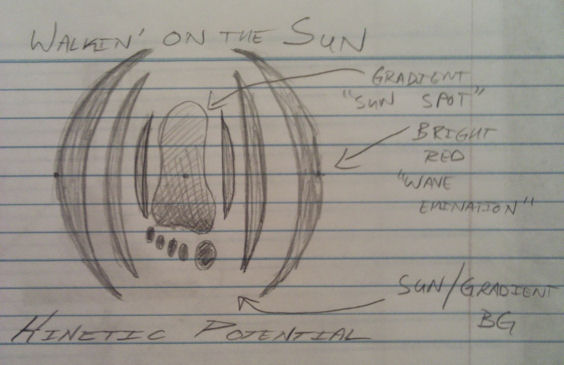 WALKIN' ON THE SUN
GRADIENT
"SUN SPOT"
BRIGHT
RED
"WAVE
EMINATION"
SUN/GRADIENT
BG
KINETIC POTENTIAL